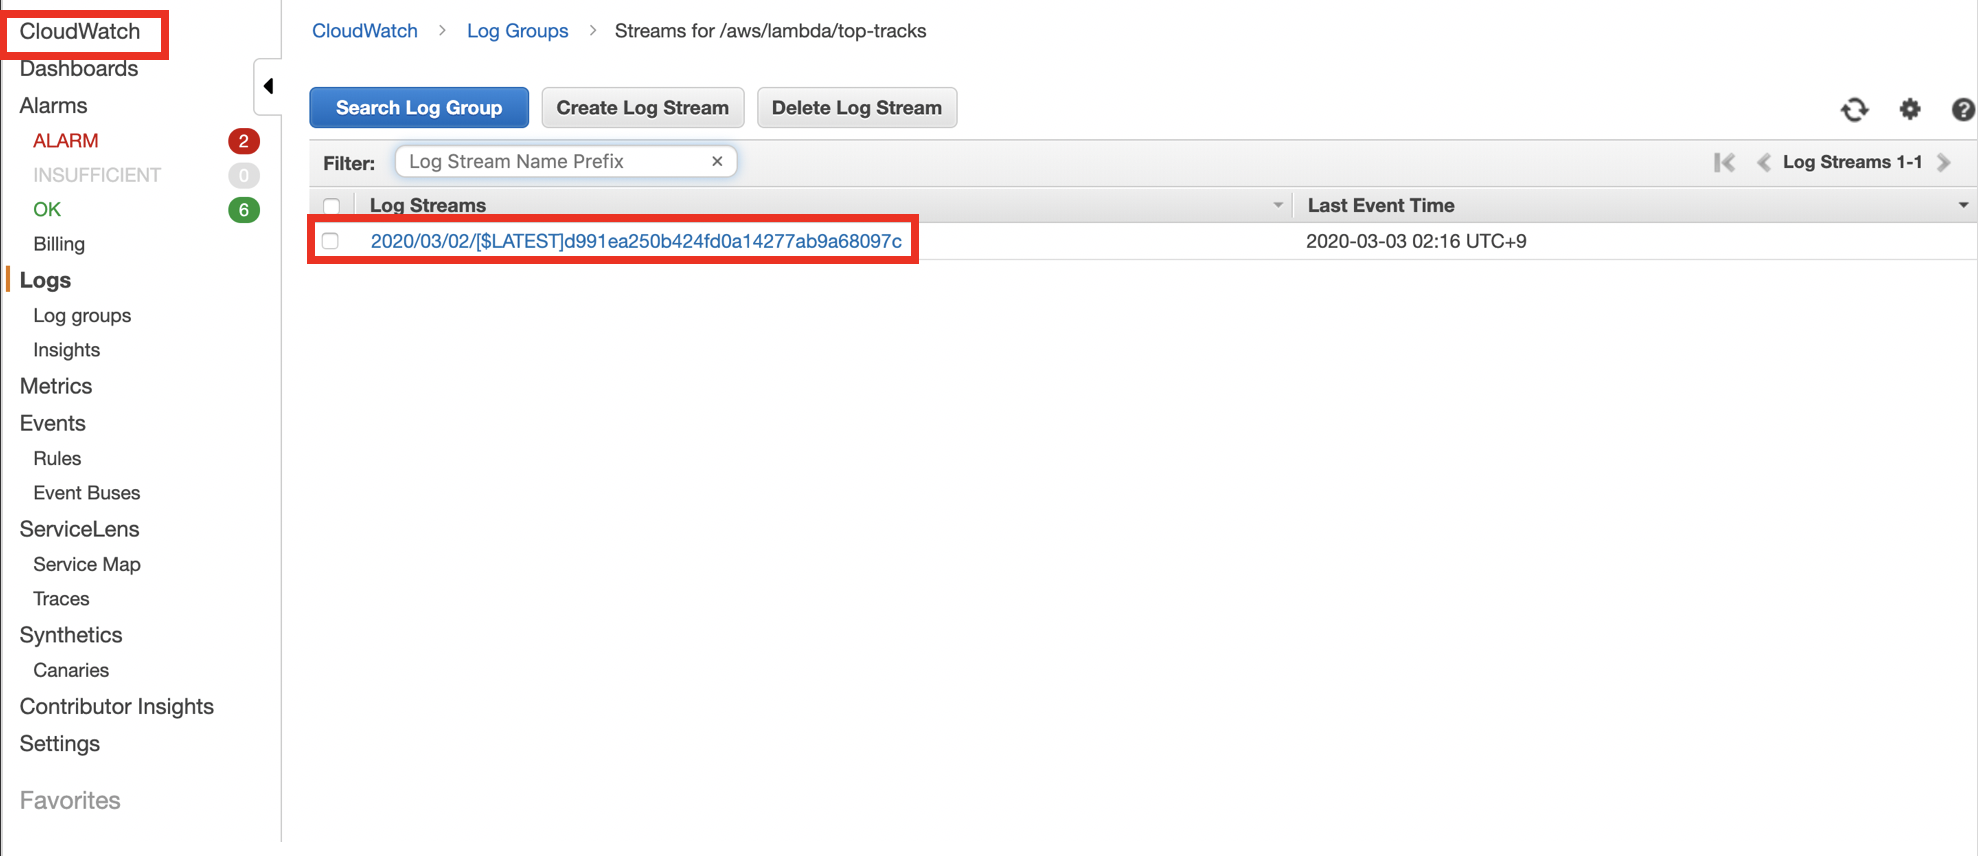 CloudWatch
Dashboards
Alarms
ALARM 2
INSUFFICIENT 0
OK 6
Billing
Logs
Log groups
Insights
Metrics
Events
Rules
Event Buses
ServiceLens
Service Map
Traces
Synthetics
Canaries
Contributor Insights
Settings
Favorites
CloudWatch > Log Groups > Streams for /aws/lambda/top-tracks
Search Log Group Create Log Stream Delete Log Stream
Filter: Log Stream Name Prefix × Log Streams 1-1
Log Streams Last Event Time
2020/03/02/[$LATEST]d991ea250b424fd0a14277ab9a68097c 2020-03-03 02:16 UTC+9